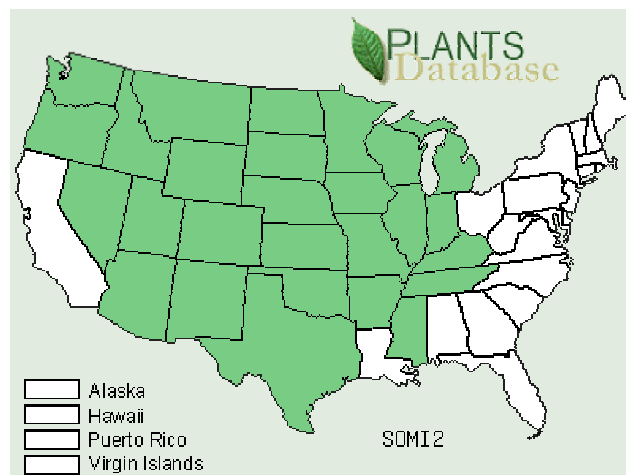 PLANTS
Database
Alaska
Hawaii
Puerto Rico
Virgin Islands
SOMI2